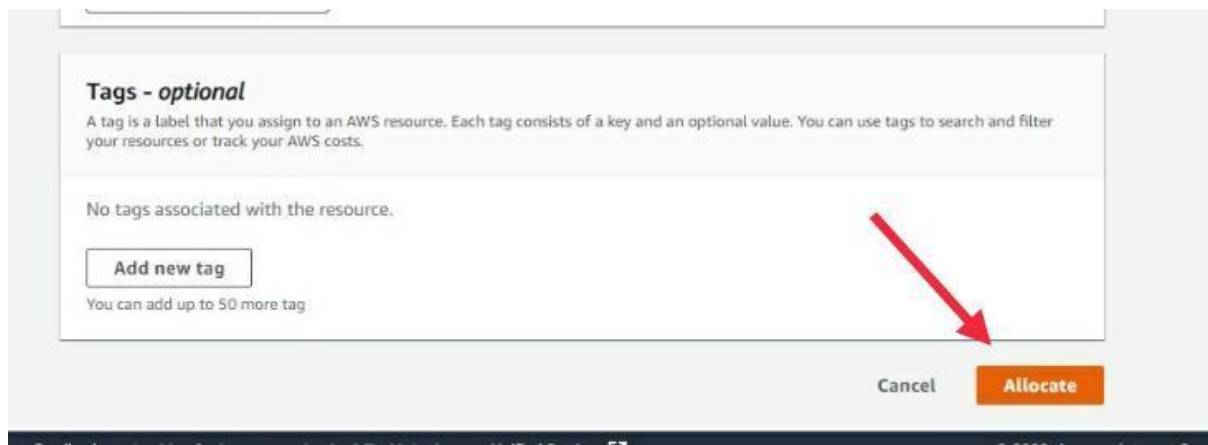 Tags - optional
A tag is a label that you assign to an AWS resource. Each tag consists of a key and an optional value. You can use tags to search and filter
your resources or track your AWS costs.
No tags associated with the resource.
Add new tag
You can add up to 50 more tag
Cancel
Allocate